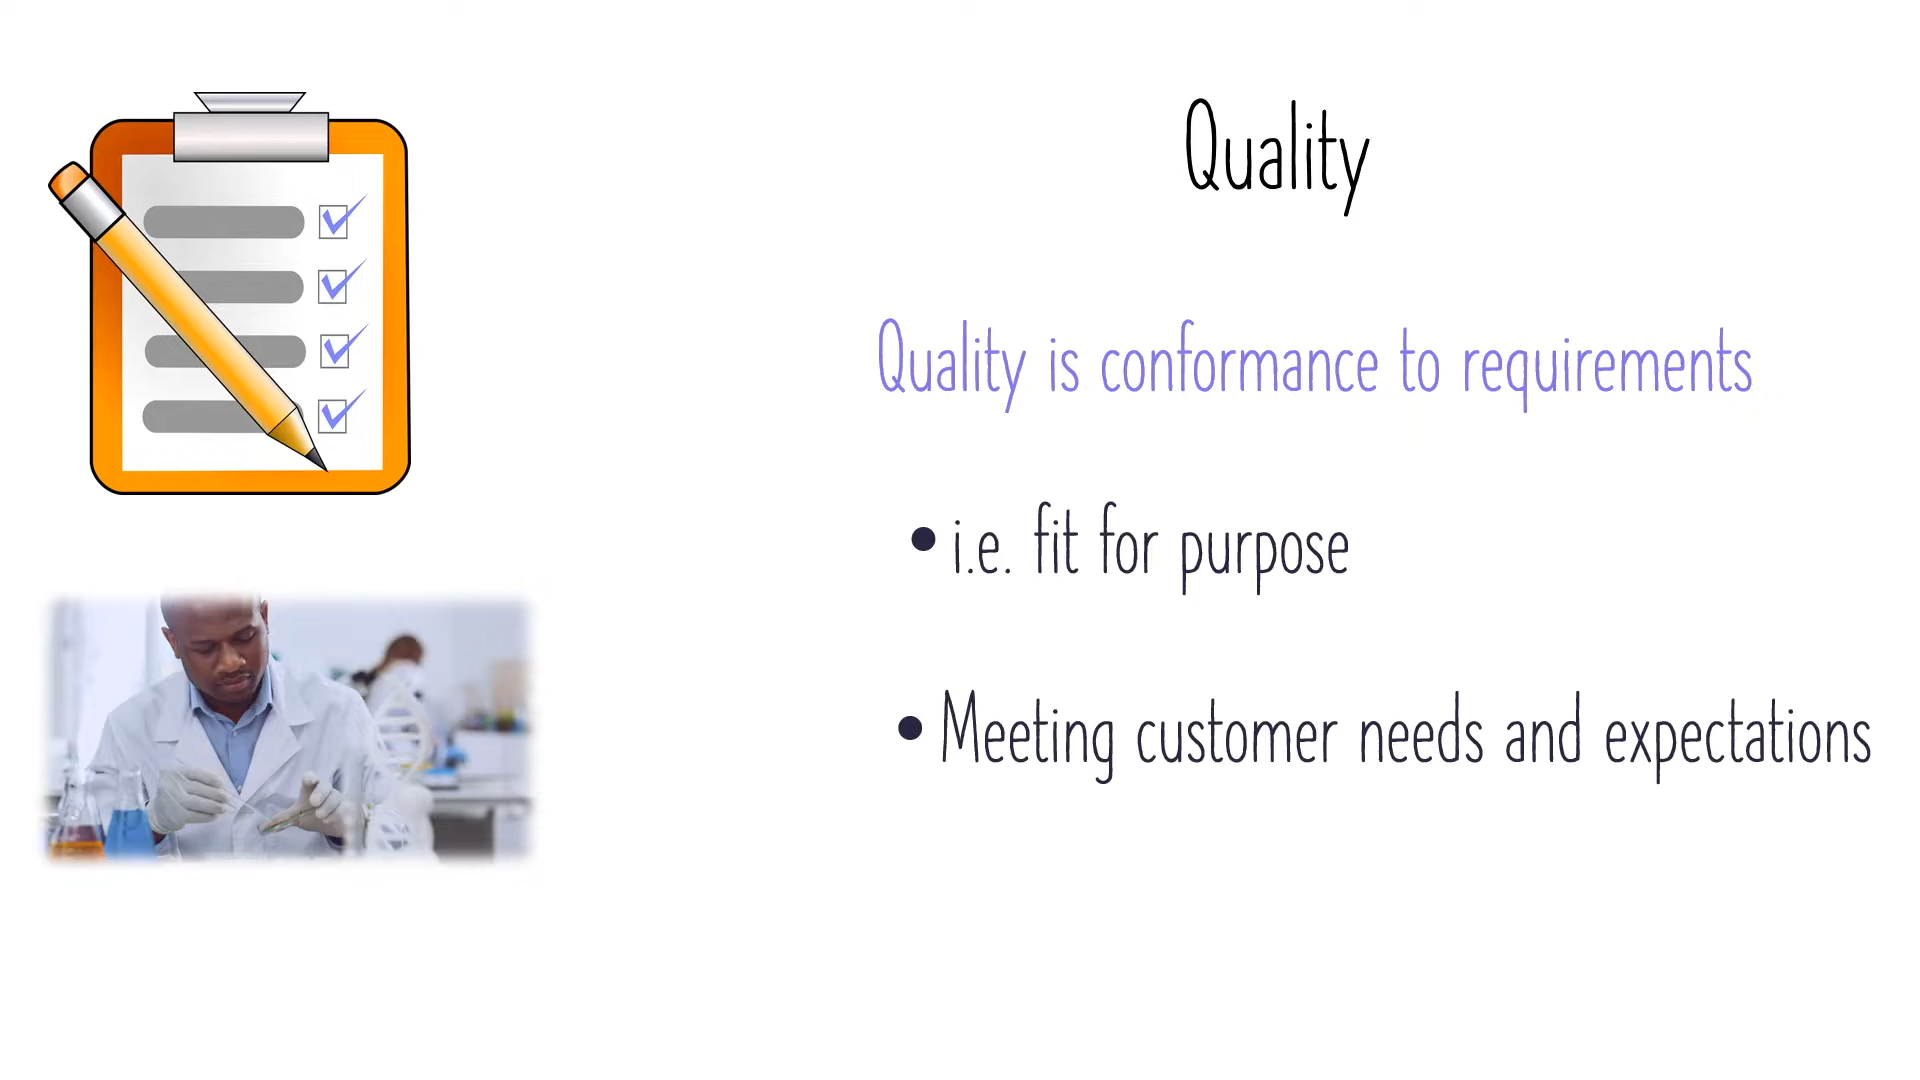 Quality
Quality is conformance to requirements
• i.e. fit for purpose
• Meeting customer needs and expectations